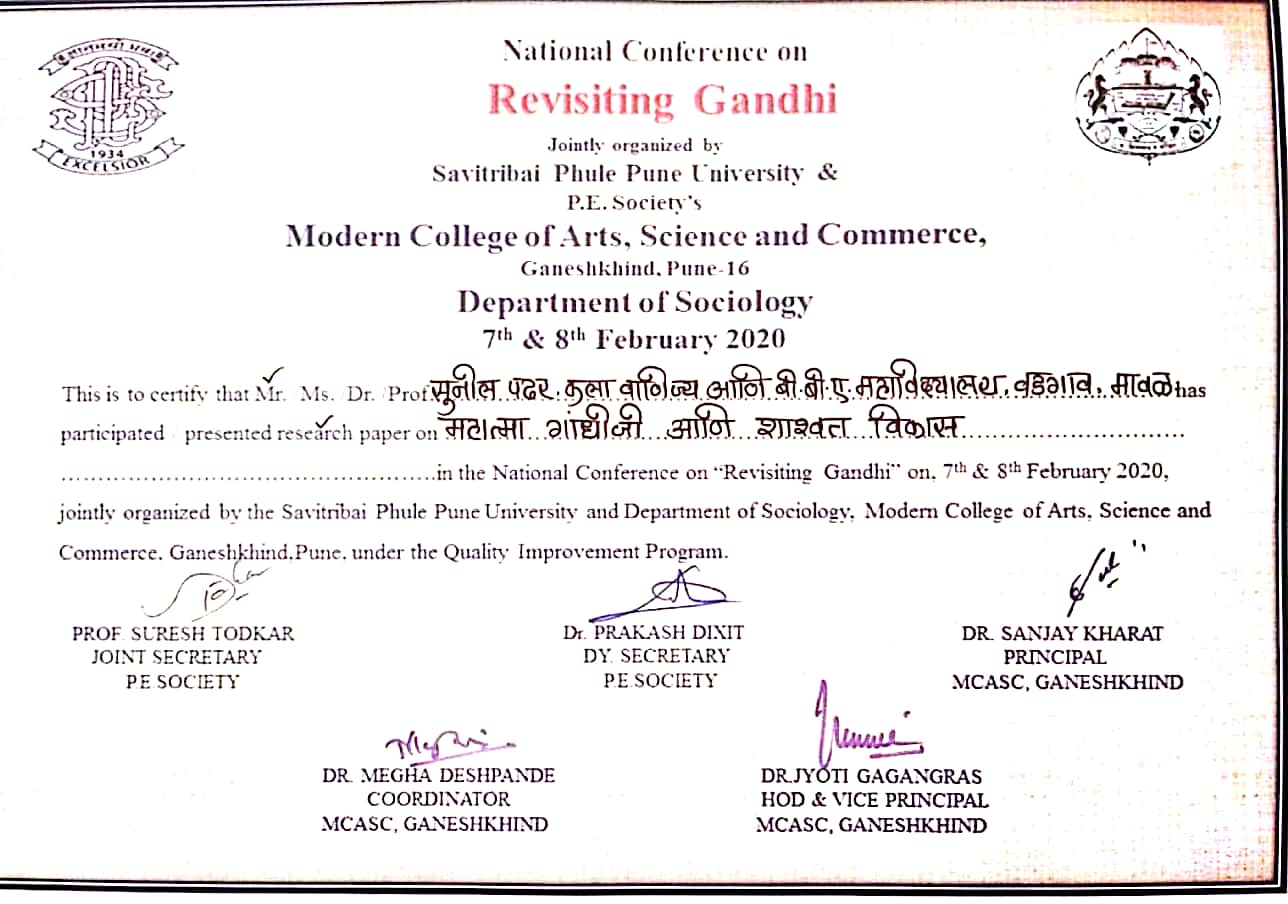 National Conference on
Revisiting Gandhi
Jointly organized by
Savitribai Phule Pune University &
P.E. Society's
Modern College of Arts, Science and Commerce,
Ganeshkhind, Pune-16
Department of Sociology
7th & 8th February 2020
1934
EXCELSIOR
This is to certify that Mr. Ms. Dr. Prof. सुनील पढर. कला वाणिज्य आणि बी.बी.ए. महाविद्यालय, वडगाव, मावळ has
participated / presented research paper on महात्मा गांधीजी आणि शाश्वत विकास
in the National Conference on “Revisiting Gandhi” on, 7th & 8th February 2020,
jointly organized by the Savitribai Phule Pune University and Department of Sociology, Modern College of Arts, Science and
Commerce, Ganeshkhind,Pune, under the Quality Improvement Program.
PROF. SURESH TODKAR
JOINT SECRETARY
P.E SOCIETY
Dr. PRAKASH DIXIT
DY. SECRETARY
P.E.SOCIETY
DR. SANJAY KHARAT
PRINCIPAL
MCASC, GANESHKHIND
DR. MEGHA DESHPANDE
COORDINATOR
MCASC, GANESHKHIND
DR.JYOTI GAGANGRAS
HOD & VICE PRINCIPAL
MCASC, GANESHKHIND